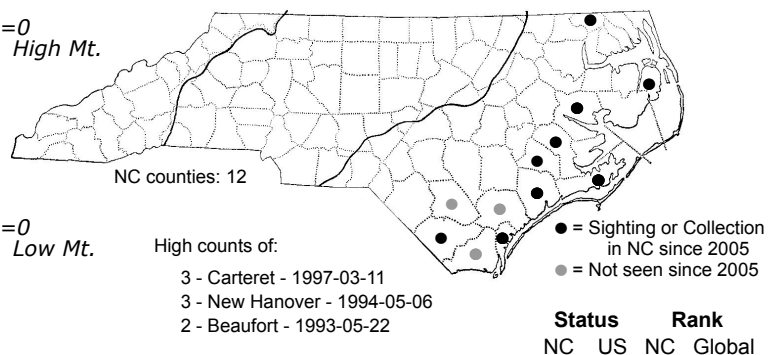 =0
High Mt.
NC counties: 12
=0
Low Mt.
High counts of:
3 - Carteret - 1997-03-11
3 - New Hanover - 1994-05-06
2 - Beaufort - 1993-05-22
= Sighting or Collection
in NC since 2005
= Not seen since 2005
Status Rank
NC US NC Global